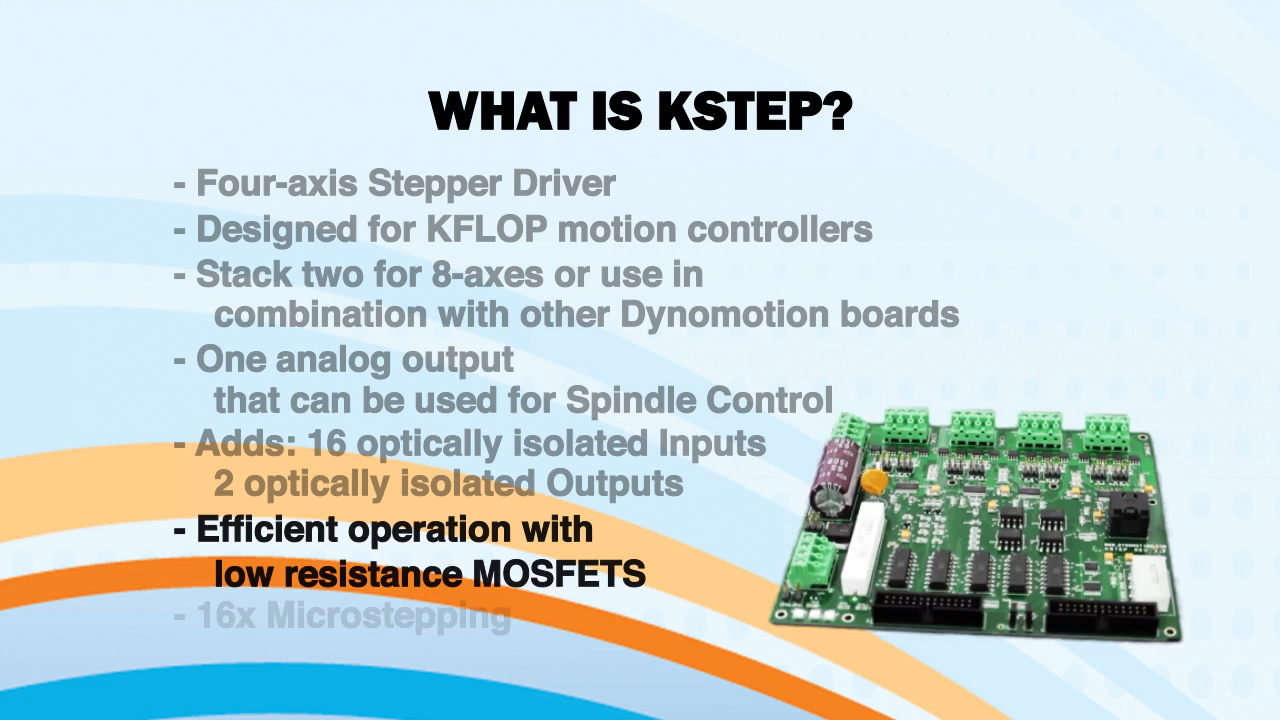 WHAT IS KSTEP?
- Four-axis Stepper Driver
- Designed for KFLOP motion controllers
- Stack two for 8-axes or use in
combination with other Dynomotion boards
- One analog output
that can be used for Spindle Control
- Adds: 16 optically isolated Inputs
2 optically isolated Outputs
- Efficient operation with
low resistance MOSFETS
- 16x Microstepping